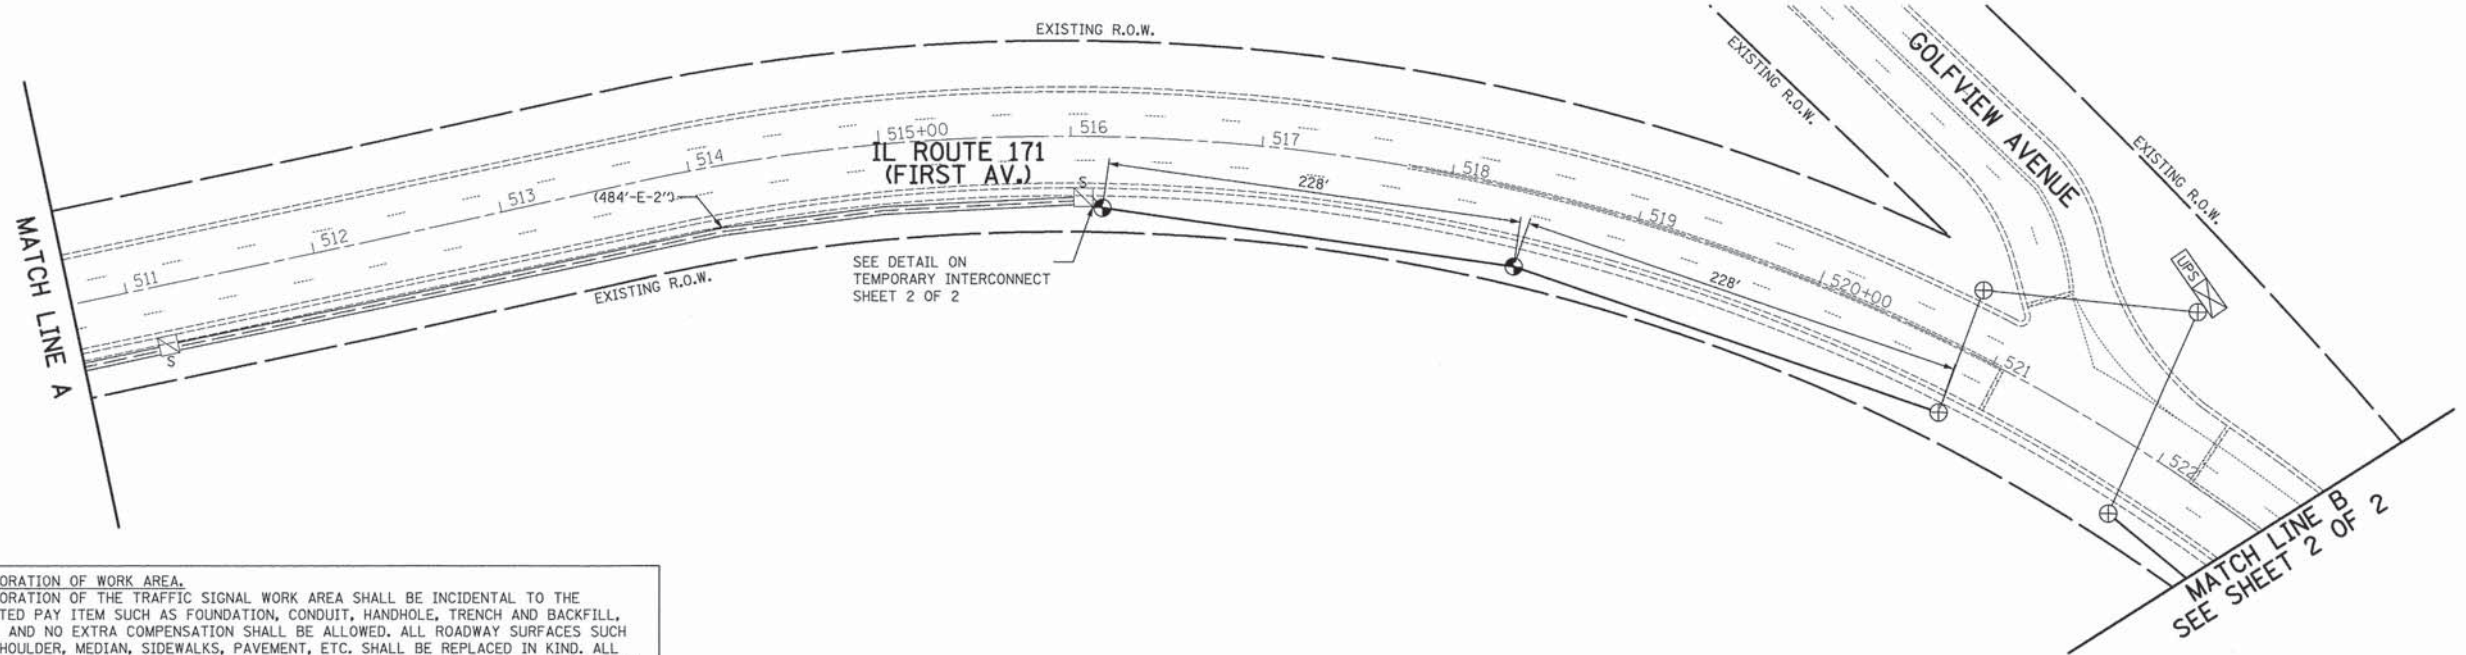 EXISTING R.O.W.
EXISTING R.O.W.
GOLFVIEW AVENUE
EXISTING R.O.W.
MATCH LINE A
511
512
513
514
515+00
516
517
518
519
520+00
521
522
IL ROUTE 171
(FIRST AV.)
(484'-E-2")
S
S
U
228'
228'
UPS
SEE DETAIL ON
TEMPORARY INTERCONNECT
SHEET 2 OF 2
EXISTING R.O.W.
MATCH LINE B
SEE SHEET 2 OF 2
ORATION OF WORK AREA.
ORATION OF THE TRAFFIC SIGNAL WORK AREA SHALL BE INCIDENTAL TO THE
TED PAY ITEM SUCH AS FOUNDATION, CONDUIT, HANDHOLE, TRENCH AND BACKFILL,
AND NO EXTRA COMPENSATION SHALL BE ALLOWED. ALL ROADWAY SURFACES SUCH
HOULDER, MEDIAN, SIDEWALKS, PAVEMENT, ETC. SHALL BE REPLACED IN KIND. ALL